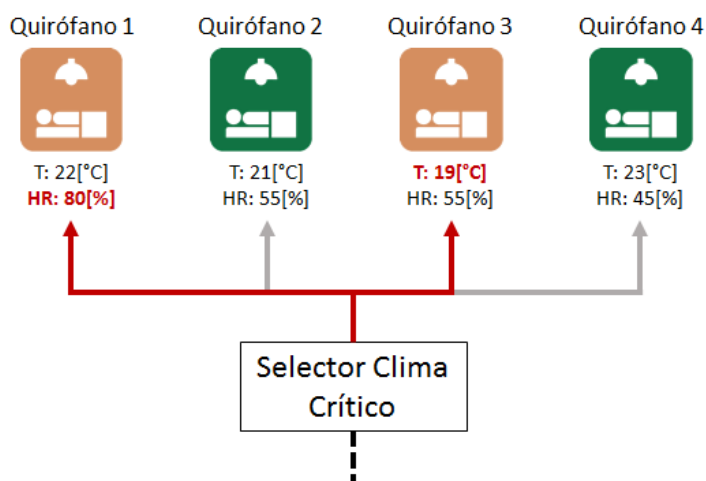 Quirófano 1
T: 22[°C]
HR: 80[%]
Quirófano 2
T: 21[°C]
HR: 55[%]
Quirófano 3
T: 19[°C]
HR: 55[%]
Quirófano 4
T: 23[°C]
HR: 45[%]
Selector Clima
Crítico